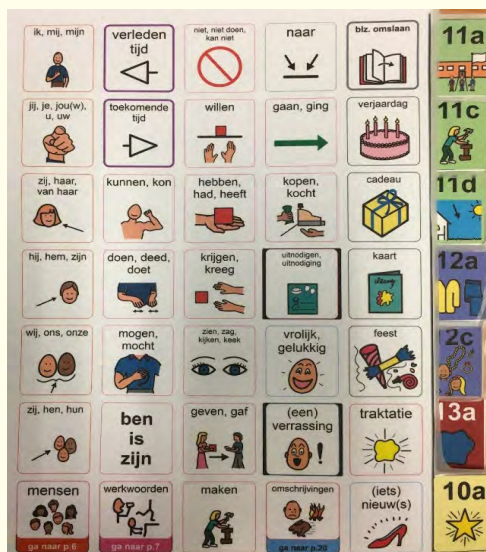 ik, mij, mijn
verleden
tijd
niet, niet doen,
kan niet
naar
blz. omslaan
11a
jij, je, jou(w),
u, uw
toekomende
tijd
willen
gaan, ging
verjaardag
11c
zij, haar,
van haar
kunnen, kon
hebben,
had, heeft
kopen,
kocht
cadeau
11d
hij, hem, zijn
doen, deed,
doet
krijgen,
kreeg
uitnodigen,
uitnodiging
kaart
12a
wij, ons, onze
mogen,
mocht
zien, zag,
kijken, keek
vrolijk,
gelukkig
feest
2c
zij, hen, hun
ben
is
zijn
geven, gaf
(een)
verrassing
!
traktatie
13a
mensen
ga naar p.6
werkwoorden
ga naar p.7
maken
omschrijvingen
ga naar p.20
(iets)
nieuw(s)
10a